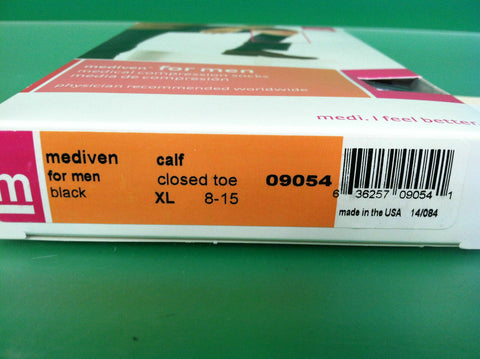 mediven®
for men
medical compression socks
media de compresion
physician recommended worldwide
medi. I feel better
m
mediven
for men
black
calf
closed toe
XL 8-15
09054
6 36257 09054 1
made in the USA 14/084